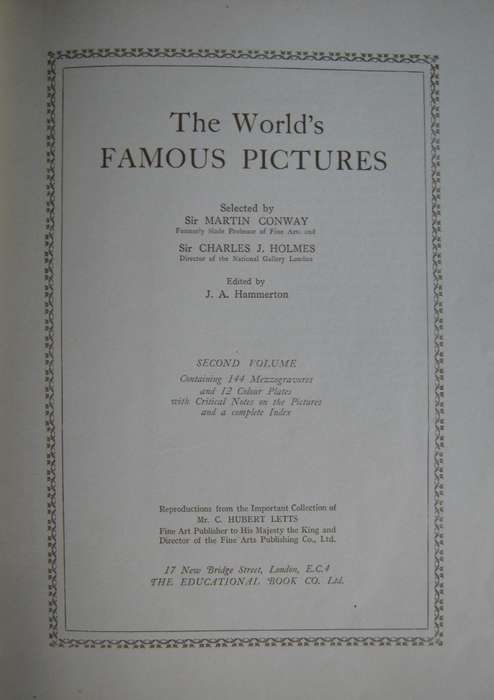 The World's
FAMOUS PICTURES
Selected by
Sir MARTIN CONWAY
Formerly Slade Professor of Fine Arts, and
Sir CHARLES J. HOLMES
Director of the National Gallery London
Edited by
J. A. Hammerton
SECOND VOLUME
Containing 144 Mezzogravures
and 12 Colour Plates
with Critical Notes on the Pictures
and a complete Index
Reproductions from the Important Collection of
Mr. C. HUBERT LETTS
Fine Art Publisher to His Majesty the King and
Director of the Fine Arts Publishing Co., Ltd.
17 New Bridge Street, London, E.C.4
THE EDUCATIONAL BOOK CO. Ltd.